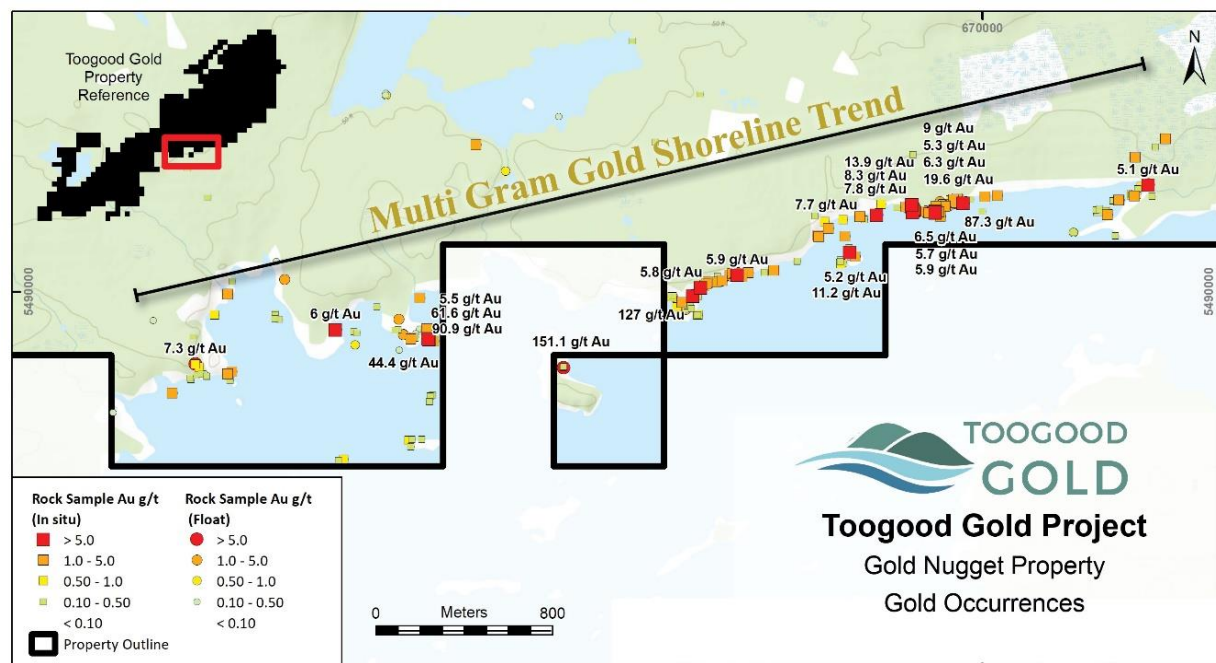 Toogood Gold
Property
Reference
670000
N
50 ft
50 ft
Multi Gram Gold Shoreline Trend
9 g/t Au
5.3 g/t Au
13.9 g/t Au
6.3 g/t Au
8.3 g/t Au
19.6 g/t Au
7.8 g/t Au
5.1 g/t Au
7.7 g/t Au
87.3 g/t Au
6.5 g/t Au
5.7 g/t Au
5.9 g/t Au
5.9 g/t Au
5.8 g/t Au
5.2 g/t Au
11.2 g/t Au
127 g/t Au
5490000
5490000
5.5 g/t Au
6 g/t Au
61.6 g/t Au
90.9 g/t Au
7.3 g/t Au
44.4 g/t Au
151.1 g/t Au
TOOGOOD
GOLD
Toogood Gold Project
Gold Nugget Property
Gold Occurrences
Rock Sample Au g/t
(In situ)
> 5.0
1.0 - 5.0
0.50 - 1.0
0.10 - 0.50
< 0.10
Rock Sample Au g/t
(Float)
> 5.0
1.0 - 5.0
0.50 - 1.0
0.10 - 0.50
< 0.10
Property Outline
0 Meters 800